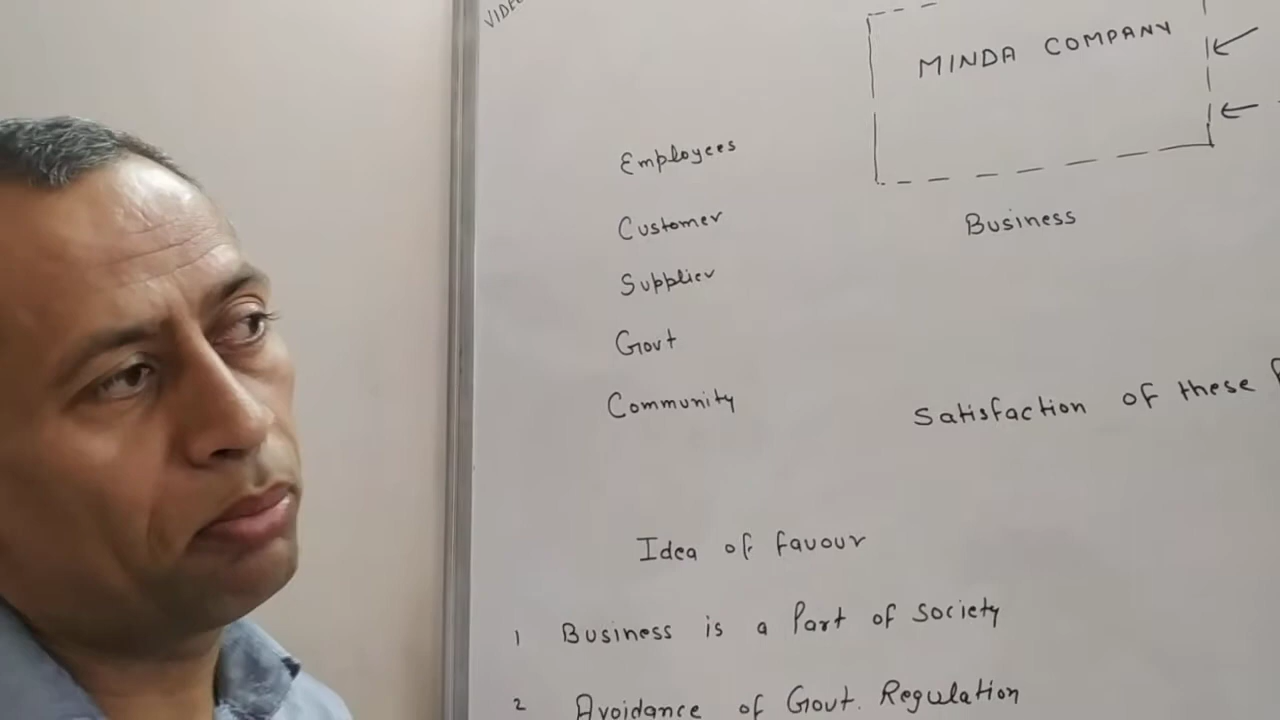 MINDA COMPANY
Employees
Customer
Business
Supplier
Govt
Community
Satisfaction of these
Idea of favour
1 Business is a Part of Society
2 Avoidance of Govt. Regulation